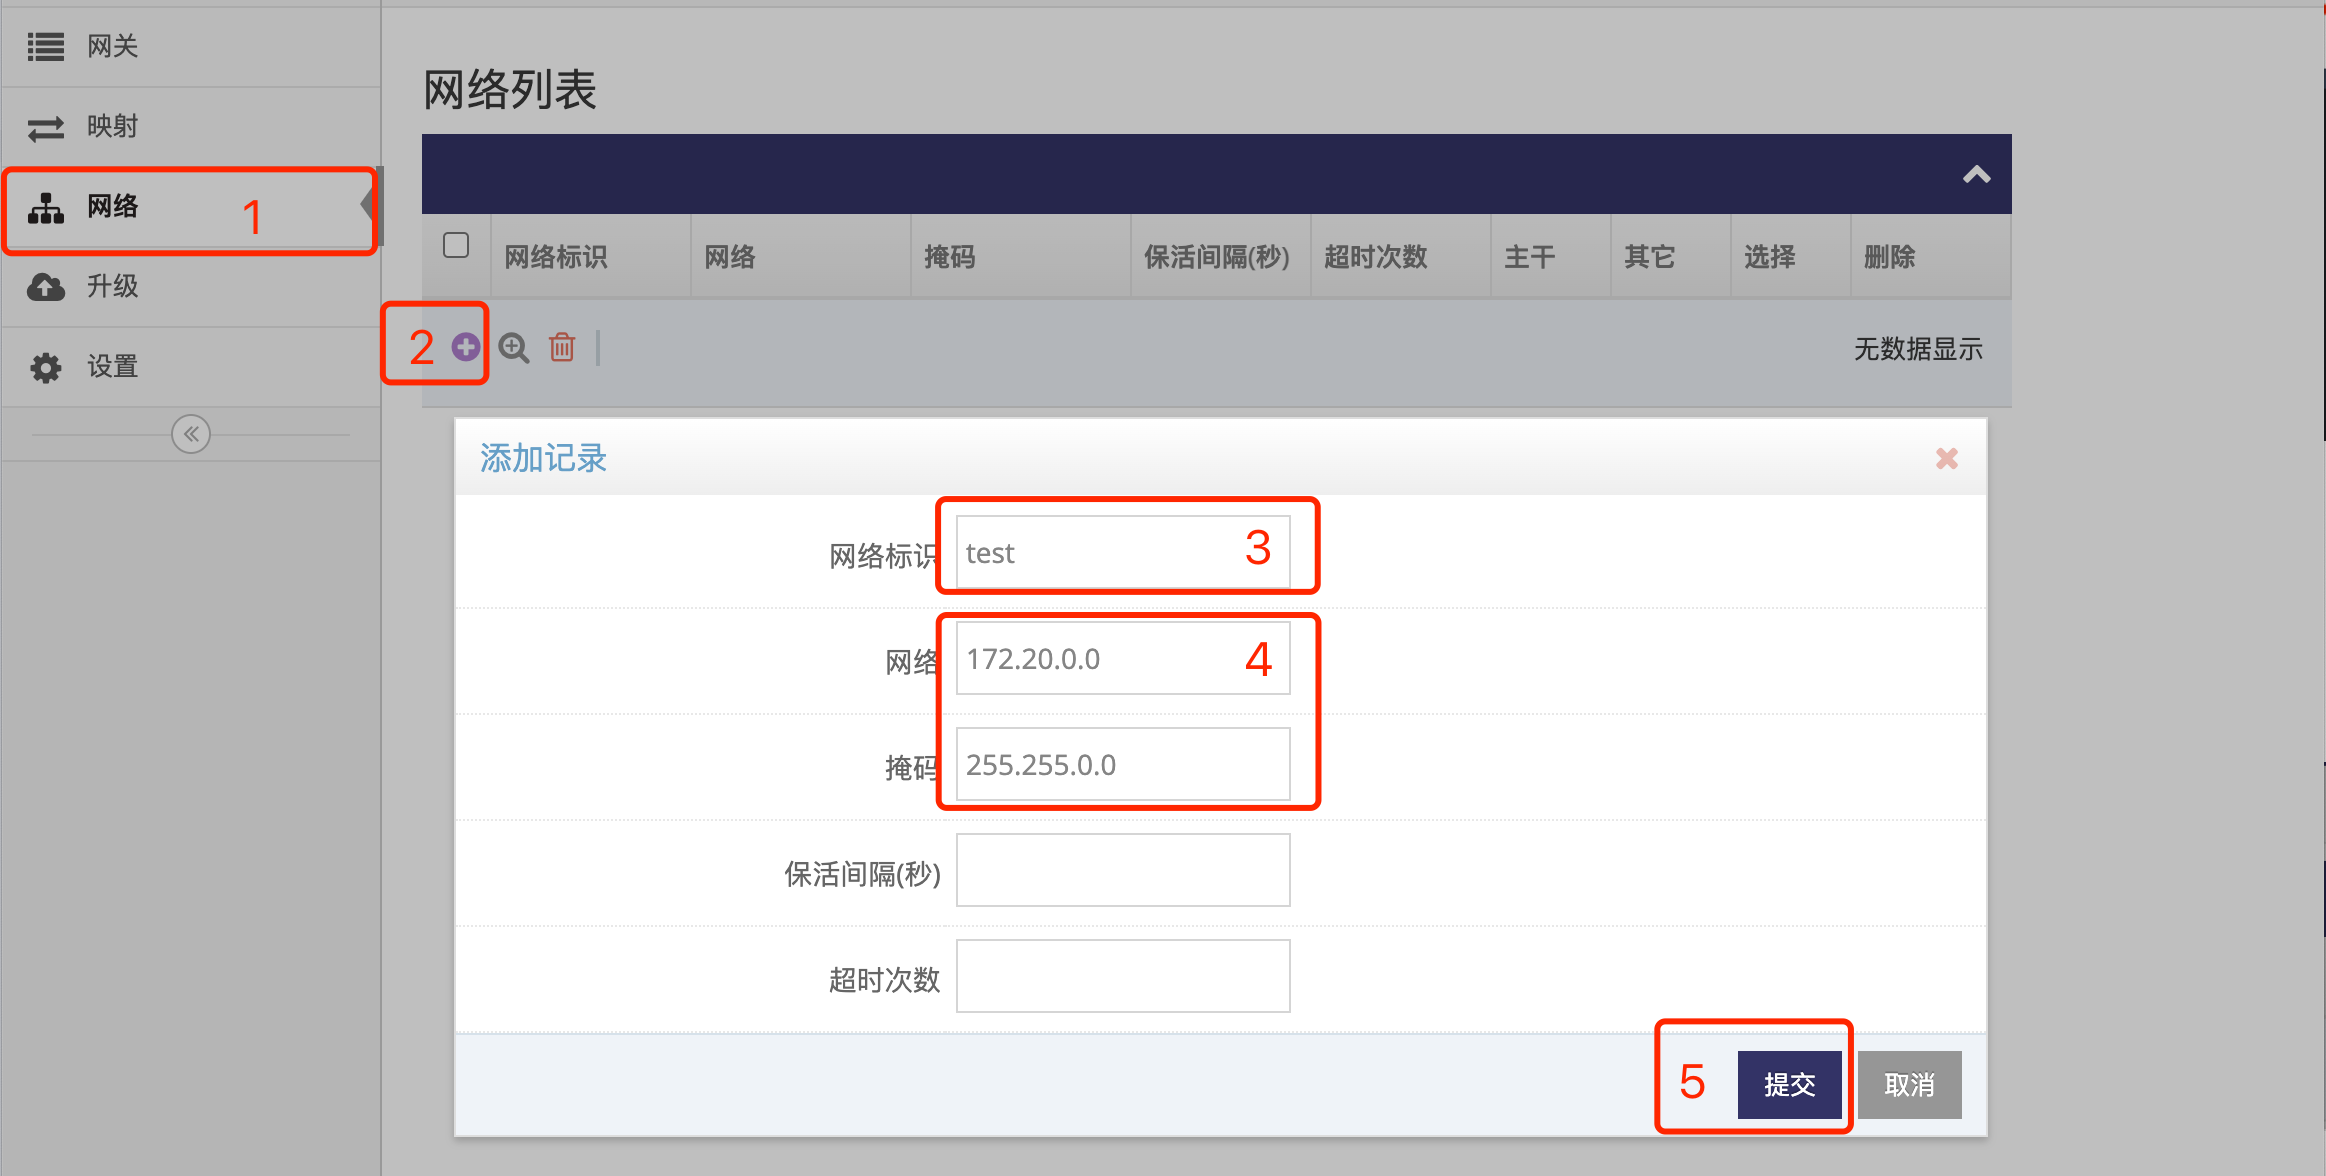 网关
映射
网络 1
升级
设置
网络列表
网络标识 网络 掩码 保活间隔(秒) 超时次数 主干 其它 选择 删除
2 无数据显示
添加记录
网络标识 test 3
网络 172.20.0.0 4
掩码 255.255.0.0
保活间隔(秒)
超时次数
5 提交 取消